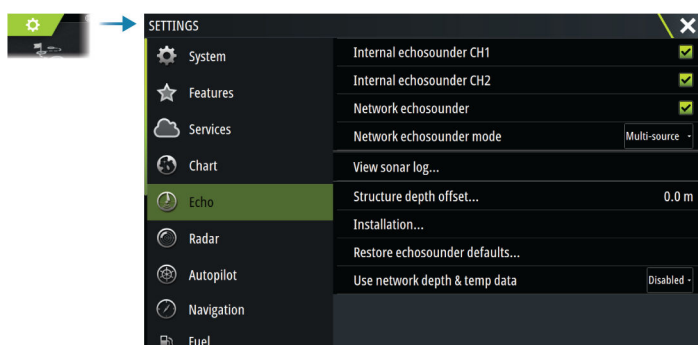 SETTINGS
System
Features
Services
Chart
Echo
Radar
Autopilot
Navigation
Fuel
Internal echosounder CH1
Internal echosounder CH2
Network echosounder
Network echosounder mode Multi-source
View sonar log...
Structure depth offset... 0.0 m
Installation...
Restore echosounder defaults...
Use network depth & temp data Disabled